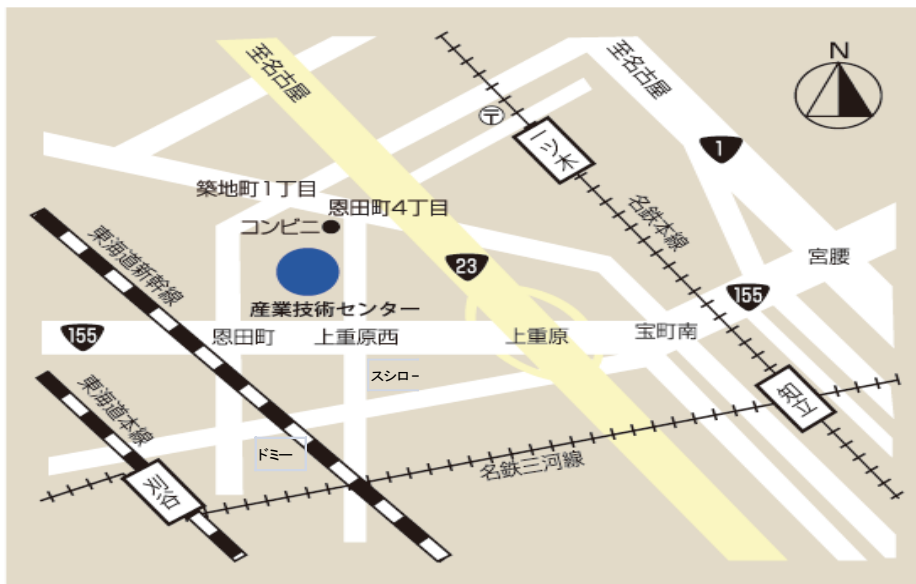 N
至名古屋
至名古屋
〒
一ツ木
1
築地町1丁目
恩田町4丁目
コンビニ
名鉄本線
東海道新幹線
23
宮腰
産業技術センター
155
155
恩田町
上重原西
上重原
宝町南
スシロー
東海道本線
知立
ドミー
名鉄三河線
刈谷